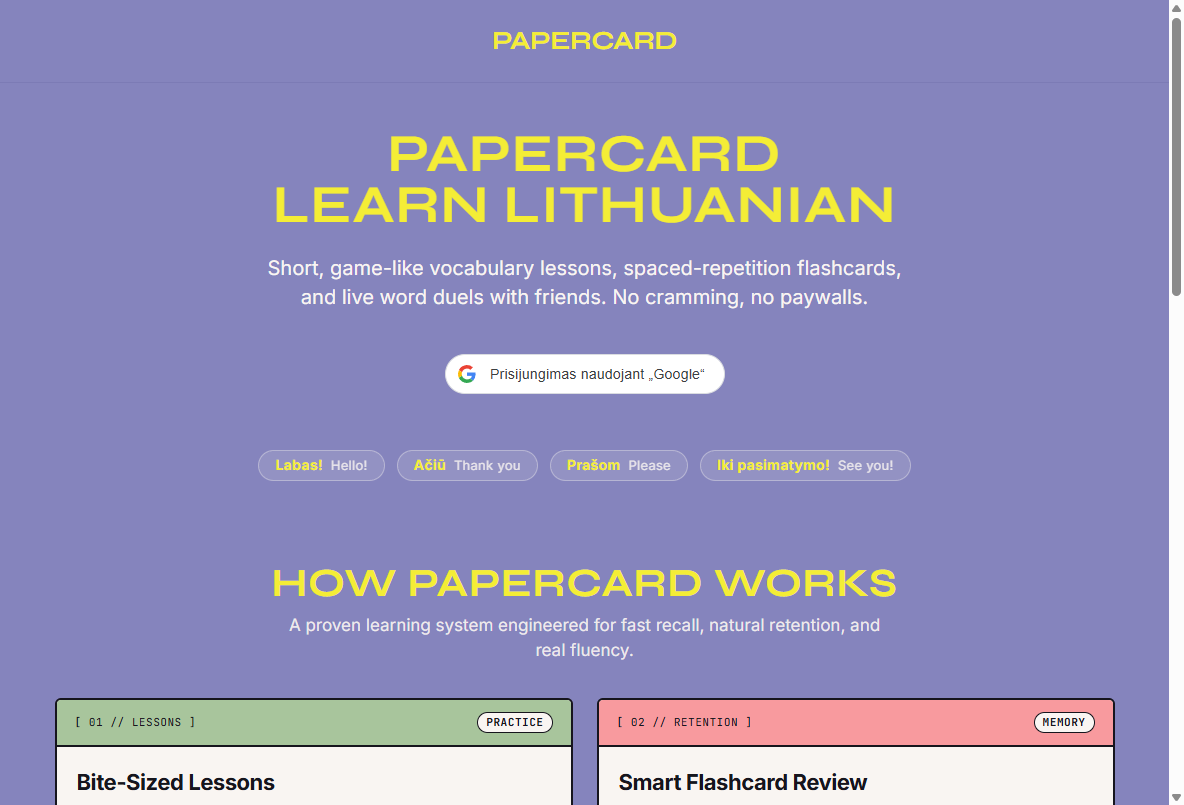 PAPERCARD
PAPERCARD
LEARN LITHUANIAN
Short, game-like vocabulary lessons, spaced-repetition flashcards,
and live word duels with friends. No cramming, no paywalls.
Prisijungimas naudojant „Google“
Labas! Hello!
Ačiū Thank you
Prašom Please
Iki pasimatymo! See you!
HOW PAPERCARD WORKS
A proven learning system engineered for fast recall, natural retention, and
real fluency.
[ 01 // LESSONS ]
PRACTICE
Bite-Sized Lessons
[ 02 // RETENTION ]
MEMORY
Smart Flashcard Review